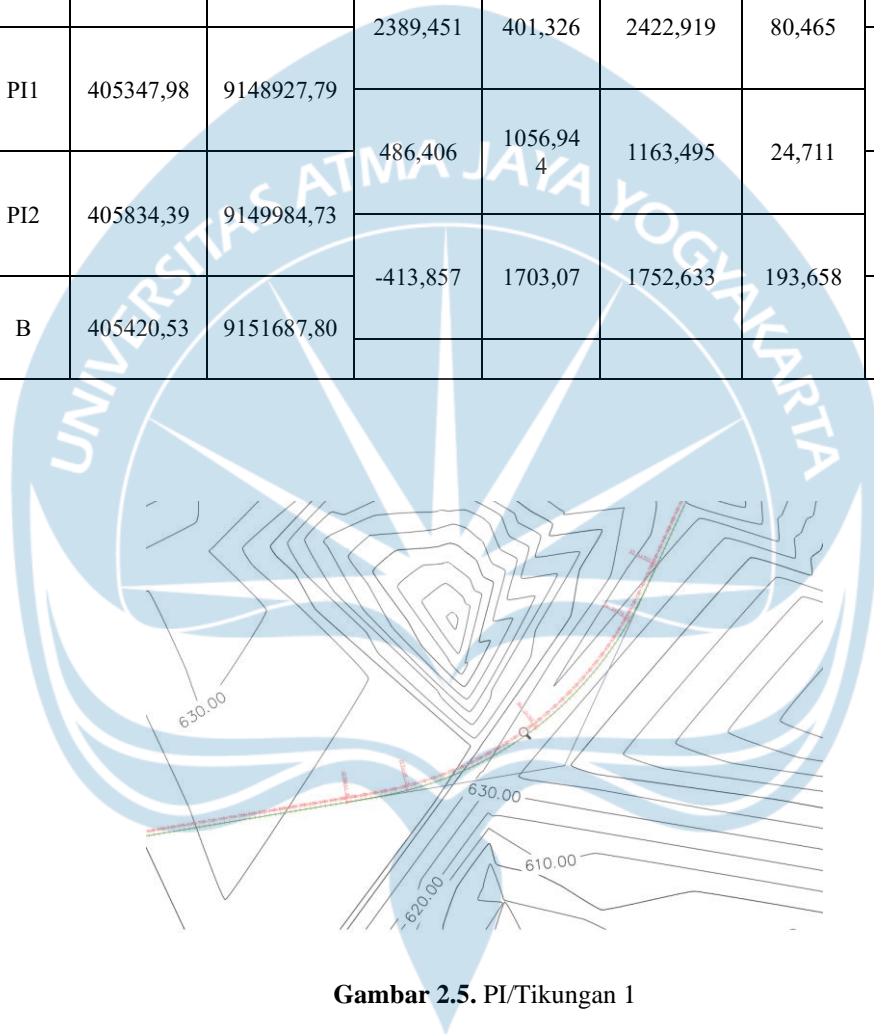 2389,451 401,326 2422,919 80,465
PI1 405347,98 9148927,79
486,406 1056,94 1163,495 24,711
4
PI2 405834,39 9149984,73
-413,857 1703,07 1752,633 193,658
B 405420,53 9151687,80
UNIVERSITAS ATMA JAYA YOGYAKARTA
630.00
630.00
610.00
620.00
Gambar 2.5. PI/Tikungan 1